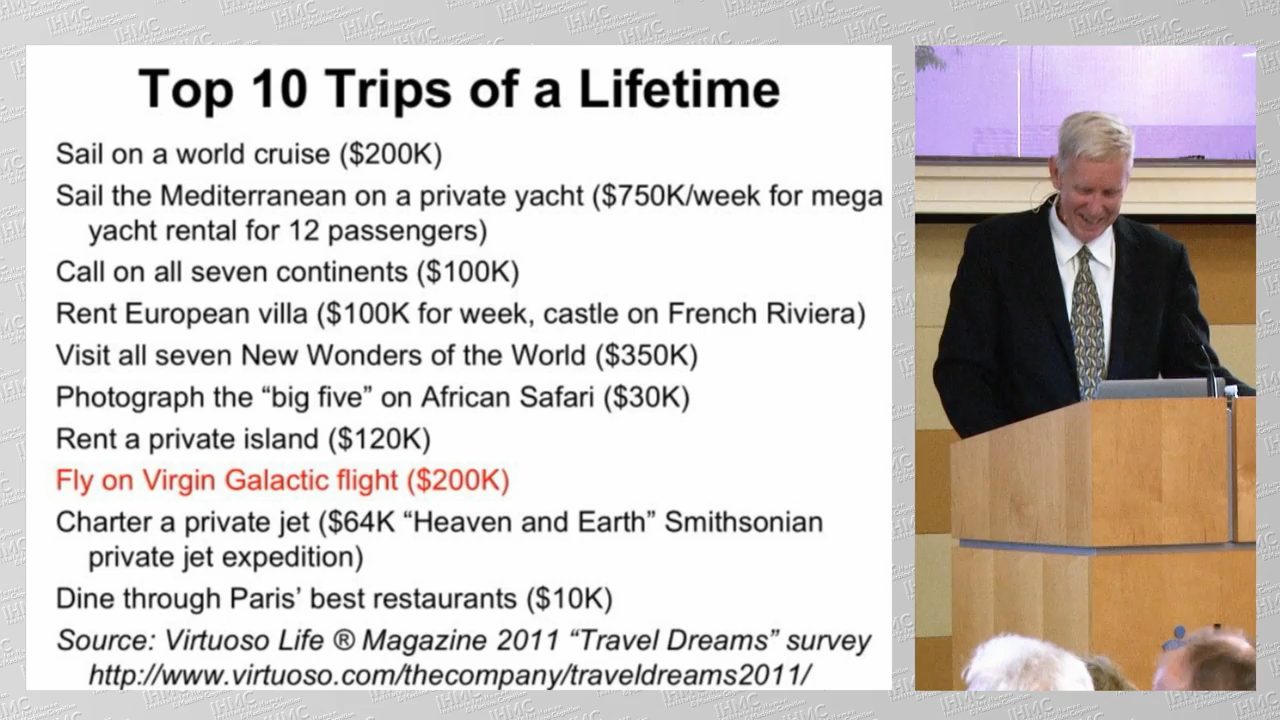 Top 10 Trips of a Lifetime
Sail on a world cruise ($200K)
Sail the Mediterranean on a private yacht ($750K/week for mega
yacht rental for 12 passengers)
Call on all seven continents ($100K)
Rent European villa ($100K for week, castle on French Riviera)
Visit all seven New Wonders of the World ($350K)
Photograph the “big five” on African Safari ($30K)
Rent a private island ($120K)
Fly on Virgin Galactic flight ($200K)
Charter a private jet ($64K “Heaven and Earth” Smithsonian
private jet expedition)
Dine through Paris’ best restaurants ($10K)
Source: Virtuoso Life ® Magazine 2011 “Travel Dreams” survey
http://www.virtuoso.com/thecompany/traveldreams2011/
IHMC